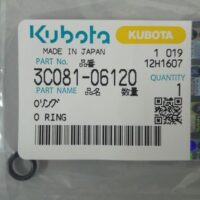 Kubota KUBOTA
MADE IN JAPAN 1 019
PART No. 品番 12H1607
3C081-06120 QUANTITY
PART NAME 品名 数量 1
Oリング
O RING